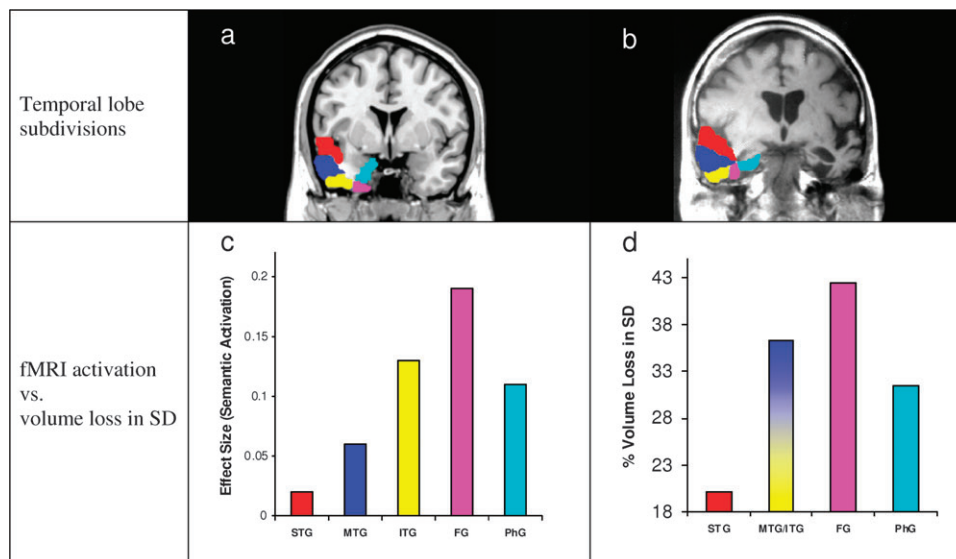 Temporal lobe
subdivisions
a
b
fMRI activation
vs.
volume loss in SD
c
Effect Size (Semantic Activation)
0.2
0.15
0.1
0.05
0
STG MTG ITG FG PhG
d
% Volume Loss in SD
43
38
33
28
23
18
STG MTG/ITG FG PhG